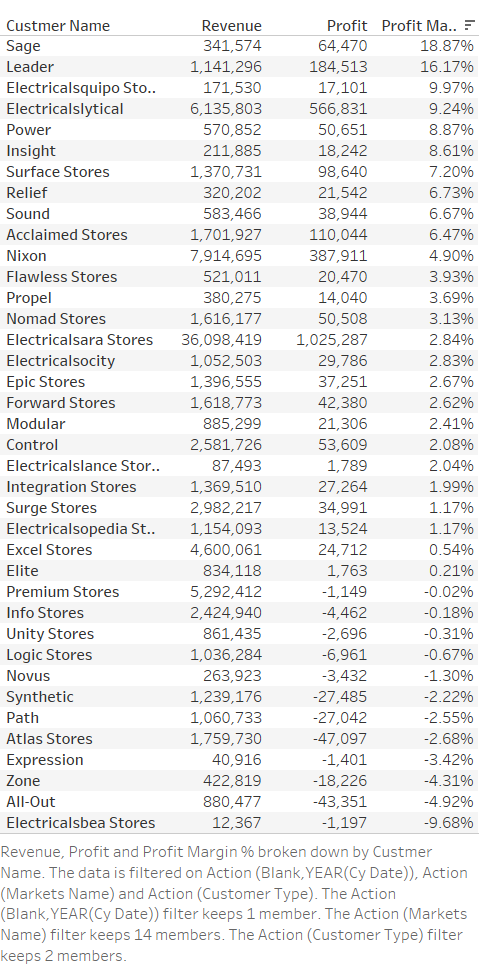 Custmer Name Revenue Profit Profit Ma..
Sage 341,574 64,470 18.87%
Leader 1,141,296 184,513 16.17%
Electricalsquipo Sto.. 171,530 17,101 9.97%
Electricalslytical 6,135,803 566,831 9.24%
Power 570,852 50,651 8.87%
Insight 211,885 18,242 8.61%
Surface Stores 1,370,731 98,640 7.20%
Relief 320,202 21,542 6.73%
Sound 583,466 38,944 6.67%
Acclaimed Stores 1,701,927 110,044 6.47%
Nixon 7,914,695 387,911 4.90%
Flawless Stores 521,011 20,470 3.93%
Propel 380,275 14,040 3.69%
Nomad Stores 1,616,177 50,508 3.13%
Electricalsara Stores 36,098,419 1,025,287 2.84%
Electricalsocity 1,052,503 29,786 2.83%
Epic Stores 1,396,555 37,251 2.67%
Forward Stores 1,618,773 42,380 2.62%
Modular 885,299 21,306 2.41%
Control 2,581,726 53,609 2.08%
Electricalslance Stor.. 87,493 1,789 2.04%
Integration Stores 1,369,510 27,264 1.99%
Surge Stores 2,982,217 34,991 1.17%
Electricalsopedia St.. 1,154,093 13,524 1.17%
Excel Stores 4,600,061 24,712 0.54%
Elite 834,118 1,763 0.21%
Premium Stores 5,292,412 -1,149 -0.02%
Info Stores 2,424,940 -4,462 -0.18%
Unity Stores 861,435 -2,696 -0.31%
Logic Stores 1,036,284 -6,961 -0.67%
Novus 263,923 -3,432 -1.30%
Synthetic 1,239,176 -27,485 -2.22%
Path 1,060,733 -27,042 -2.55%
Atlas Stores 1,759,730 -47,097 -2.68%
Expression 40,916 -1,401 -3.42%
Zone 422,819 -18,226 -4.31%
All-Out 880,477 -43,351 -4.92%
Electricalsbea Stores 12,367 -1,197 -9.68%
Revenue, Profit and Profit Margin % broken down by Custmer
Name. The data is filtered on Action (Blank,YEAR(Cy Date)), Action
(Markets Name) and Action (Customer Type). The Action
(Blank,YEAR(Cy Date)) filter keeps 1 member. The Action (Markets
Name) filter keeps 14 members. The Action (Customer Type) filter
keeps 2 members.